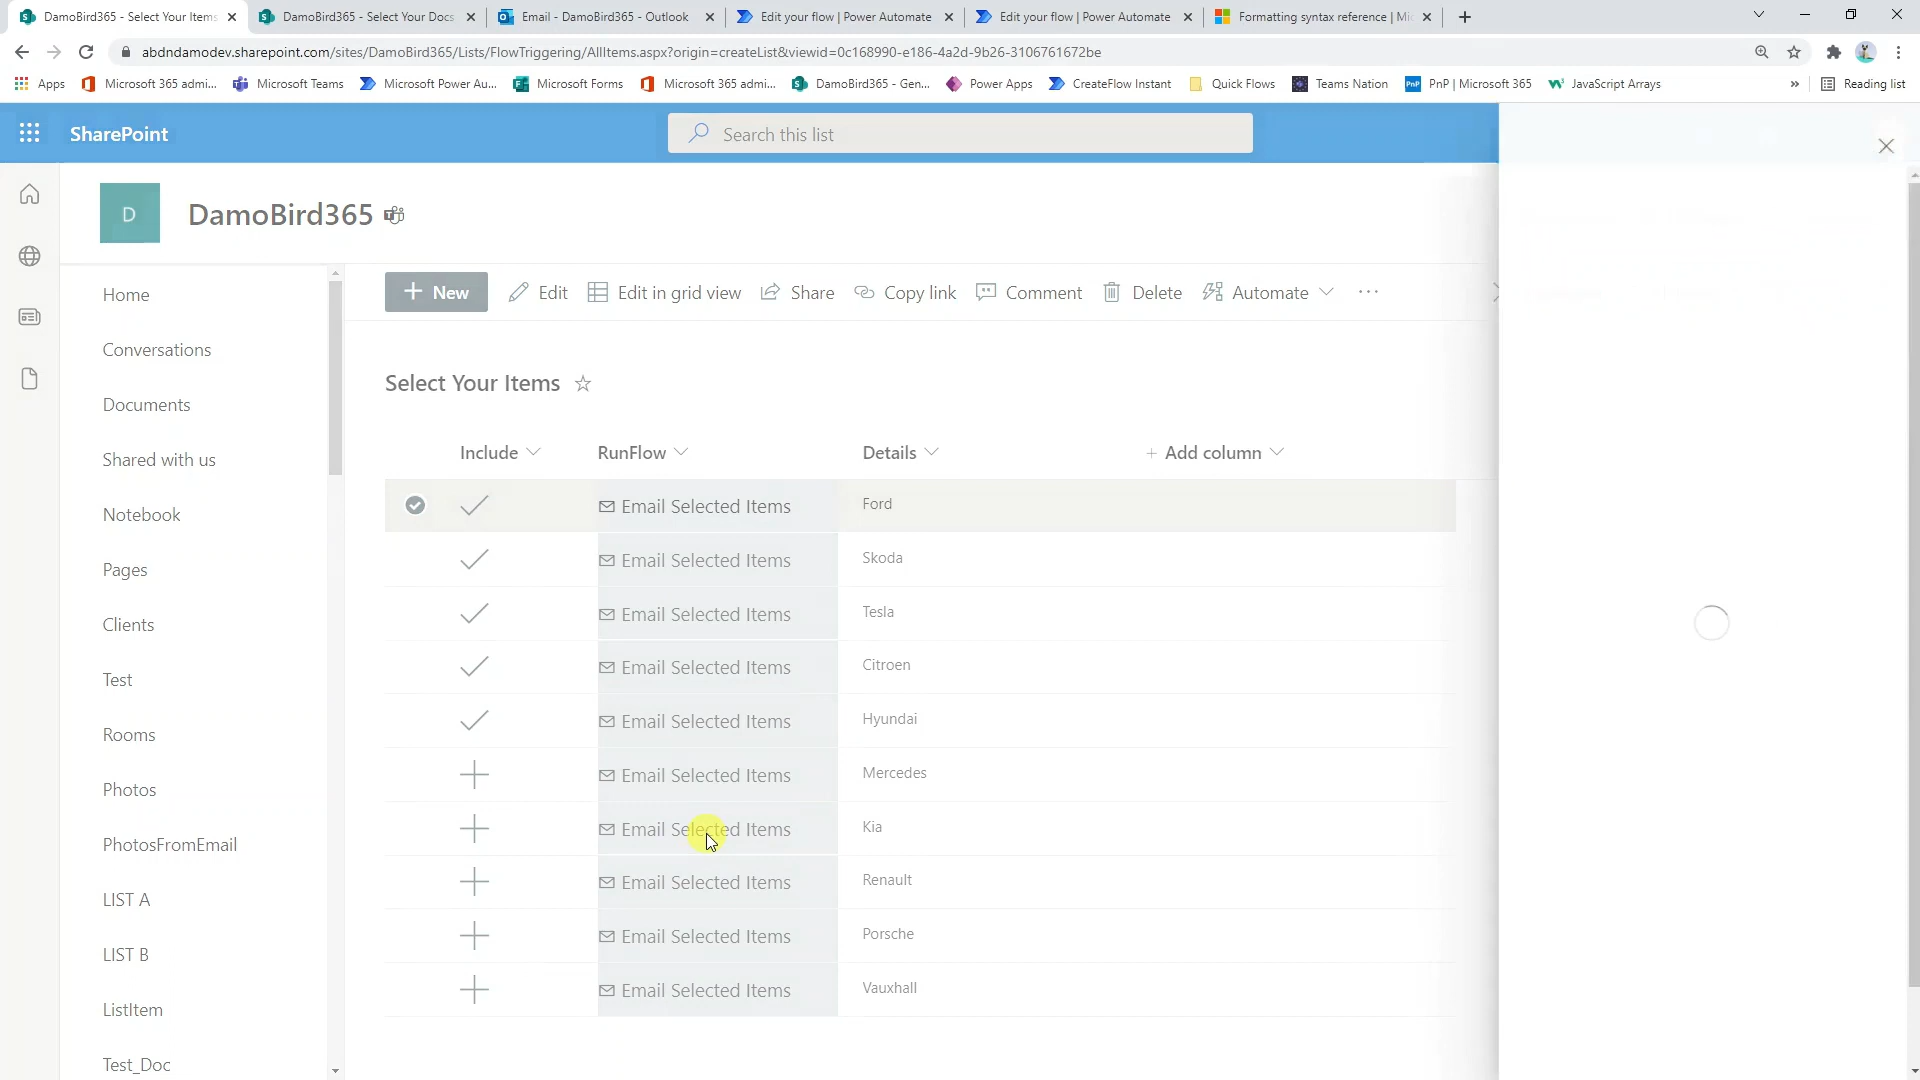 DamoBird365 - Select Your Items
DamoBird365 - Select Your Docs
Email - DamoBird365 - Outlook
Edit your flow | Power Automate
Edit your flow | Power Automate
Formatting syntax reference | Mic
abdndamodev.sharepoint.com/sites/DamoBird365/Lists/FlowTriggering/AllItems.aspx?origin=createList&viewid=0c168990-e186-4a2d-9b26-3106761672be
Apps
Microsoft 365 admi...
Microsoft Teams
Microsoft Power Au...
Microsoft Forms
Microsoft 365 admi...
DamoBird365 - Gen...
Power Apps
CreateFlow Instant
Quick Flows
Teams Nation
PnP PnP | Microsoft 365
JavaScript Arrays
»
Reading list
SharePoint
Search this list
D
DamoBird365
Home
Conversations
Documents
Shared with us
Notebook
Pages
Clients
Test
Rooms
Photos
PhotosFromEmail
LIST A
LIST B
ListItem
Test_Doc
+ New
Edit
Edit in grid view
Share
Copy link
Comment
Delete
Automate
...
Select Your Items
Include RunFlow Details + Add column
Email Selected Items Ford
Email Selected Items Skoda
Email Selected Items Tesla
Email Selected Items Citroen
Email Selected Items Hyundai
Email Selected Items Mercedes
Email Selected Items Kia
Email Selected Items Renault
Email Selected Items Porsche
Email Selected Items Vauxhall